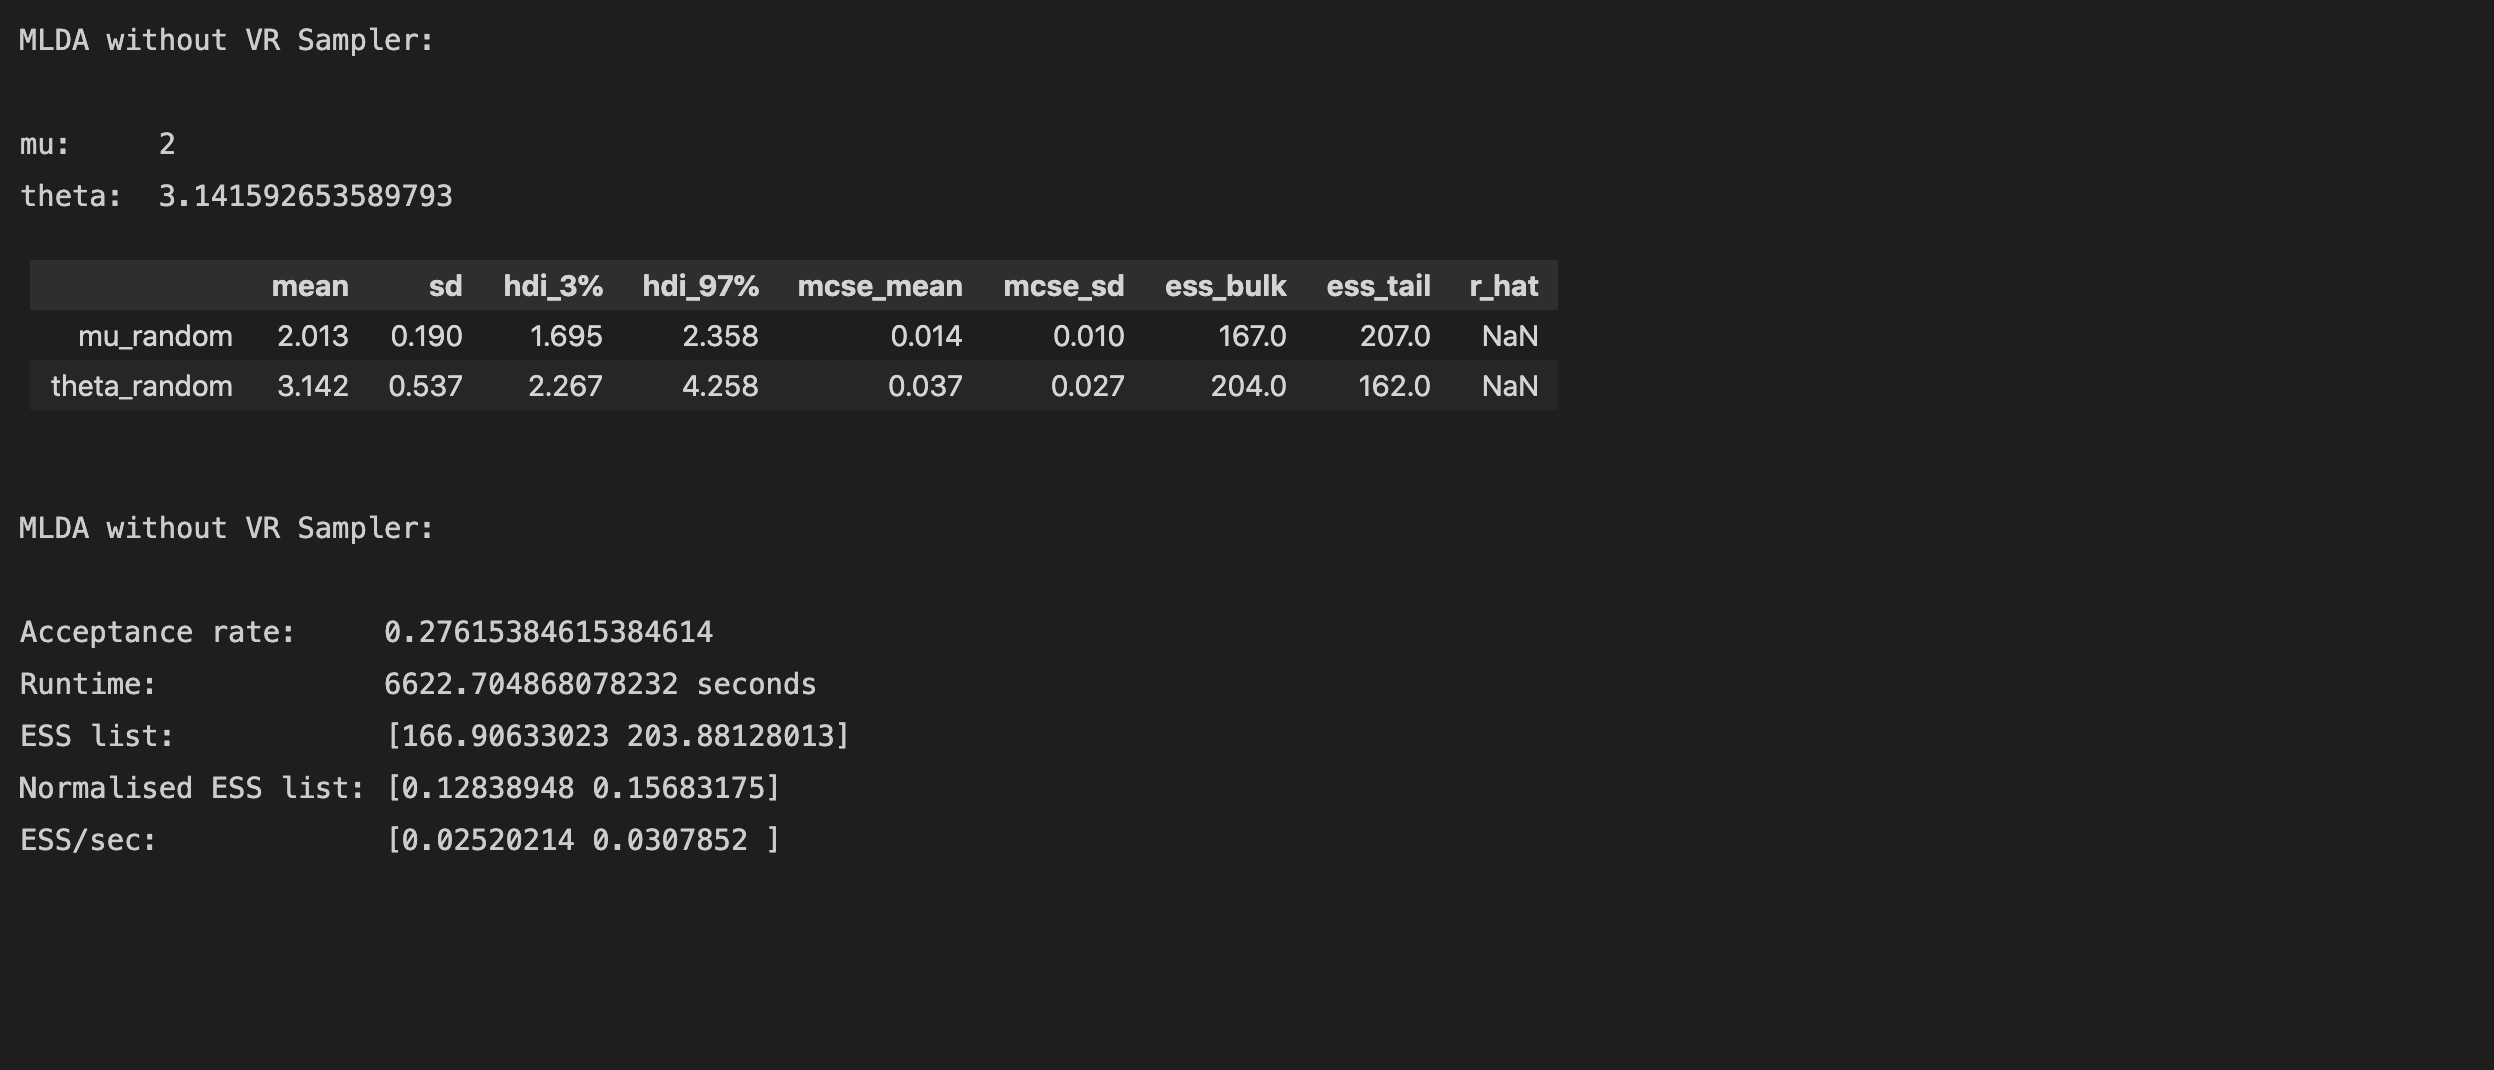 MLDA without VR Sampler:
mu: 2
theta: 3.141592653589793
mean sd hdi_3% hdi_97% mcse_mean mcse_sd ess_bulk ess_tail r_hat
mu_random 2.013 0.190 1.695 2.358 0.014 0.010 167.0 207.0 NaN
theta_random 3.142 0.537 2.267 4.258 0.037 0.027 204.0 162.0 NaN
MLDA without VR Sampler:
Acceptance rate: 0.27615384615384614
Runtime: 6622.704868078232 seconds
ESS list: [166.90633023 203.88128013]
Normalised ESS list: [0.12838948 0.15683175]
ESS/sec: [0.02520214 0.0307852 ]